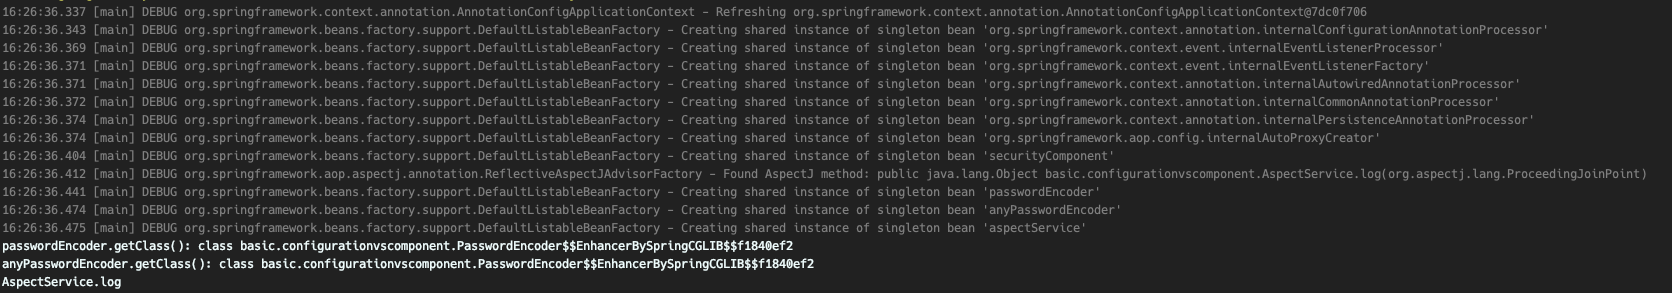 16:26:36.337 [main] DEBUG org.springframework.context.annotation.AnnotationConfigApplicationContext - Refreshing org.springframework.context.annotation.AnnotationConfigApplicationContext@7dc0f706
16:26:36.343 [main] DEBUG org.springframework.beans.factory.support.DefaultListableBeanFactory - Creating shared instance of singleton bean 'org.springframework.context.annotation.internalConfigurationAnnotationProcessor'
16:26:36.369 [main] DEBUG org.springframework.beans.factory.support.DefaultListableBeanFactory - Creating shared instance of singleton bean 'org.springframework.context.event.internalEventListenerProcessor'
16:26:36.371 [main] DEBUG org.springframework.beans.factory.support.DefaultListableBeanFactory - Creating shared instance of singleton bean 'org.springframework.context.event.internalEventListenerFactory'
16:26:36.371 [main] DEBUG org.springframework.beans.factory.support.DefaultListableBeanFactory - Creating shared instance of singleton bean 'org.springframework.context.annotation.internalAutowiredAnnotationProcessor'
16:26:36.372 [main] DEBUG org.springframework.beans.factory.support.DefaultListableBeanFactory - Creating shared instance of singleton bean 'org.springframework.context.annotation.internalCommonAnnotationProcessor'
16:26:36.374 [main] DEBUG org.springframework.beans.factory.support.DefaultListableBeanFactory - Creating shared instance of singleton bean 'org.springframework.context.annotation.internalPersistenceAnnotationProcessor'
16:26:36.374 [main] DEBUG org.springframework.beans.factory.support.DefaultListableBeanFactory - Creating shared instance of singleton bean 'org.springframework.aop.config.internalAutoProxyCreator'
16:26:36.404 [main] DEBUG org.springframework.beans.factory.support.DefaultListableBeanFactory - Creating shared instance of singleton bean 'securityComponent'
16:26:36.412 [main] DEBUG org.springframework.aop.aspectj.annotation.ReflectiveAspectJAdvisorFactory - Found AspectJ method: public java.lang.Object basic.configurationvscomponent.AspectService.log(org.aspectj.lang.ProceedingJoinPoint)
16:26:36.441 [main] DEBUG org.springframework.beans.factory.support.DefaultListableBeanFactory - Creating shared instance of singleton bean 'passwordEncoder'
16:26:36.474 [main] DEBUG org.springframework.beans.factory.support.DefaultListableBeanFactory - Creating shared instance of singleton bean 'anyPasswordEncoder'
16:26:36.475 [main] DEBUG org.springframework.beans.factory.support.DefaultListableBeanFactory - Creating shared instance of singleton bean 'aspectService'
passwordEncoder.getClass(): class basic.configurationvscomponent.PasswordEncoder$$EnhancerBySpringCGLIB$$f1840ef2
anyPasswordEncoder.getClass(): class basic.configurationvscomponent.PasswordEncoder$$EnhancerBySpringCGLIB$$f1840ef2
AspectService.log